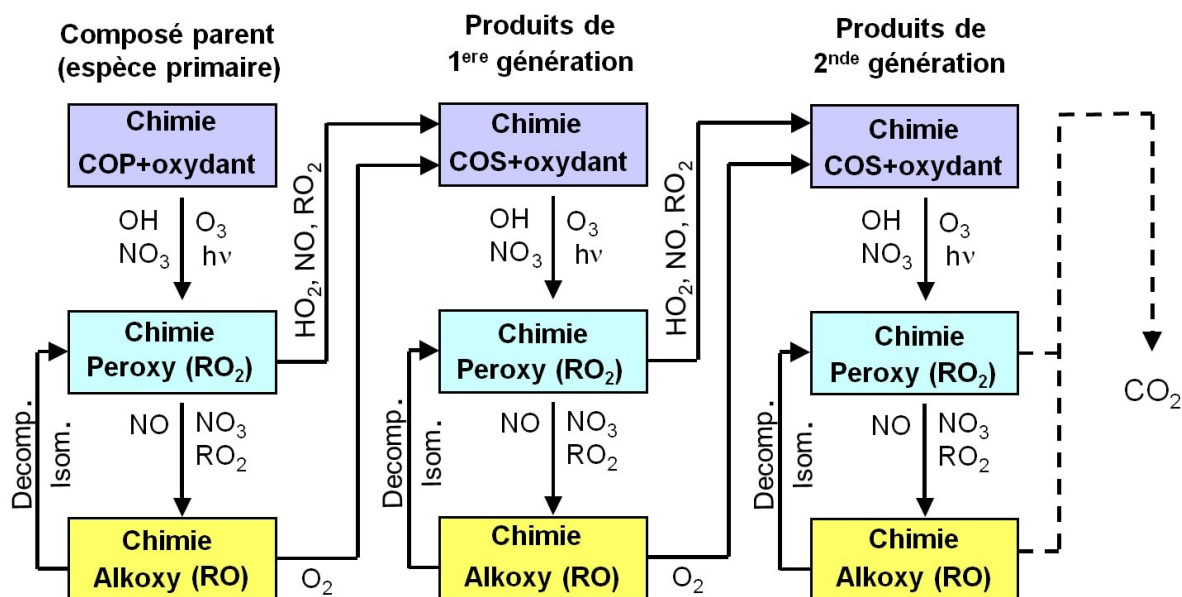 Composé parent
(espèce primaire)
Chimie
COP+oxydant
OH
O₃
NO₃
hν
Chimie
Peroxy (RO₂)
NO
NO₃
RO₂
Chimie
Alkoxy (RO)
Decomp.
Isom.
HO₂, NO, RO₂
O₂
Produits de
1ere génération
Chimie
COS+oxydant
OH
O₃
NO₃
hν
Chimie
Peroxy (RO₂)
NO
NO₃
RO₂
Chimie
Alkoxy (RO)
Decomp.
Isom.
HO₂, NO, RO₂
O₂
Produits de
2nde génération
Chimie
COS+oxydant
OH
O₃
NO₃
hν
Chimie
Peroxy (RO₂)
NO
NO₃
RO₂
Chimie
Alkoxy (RO)
Decomp.
Isom.
CO₂